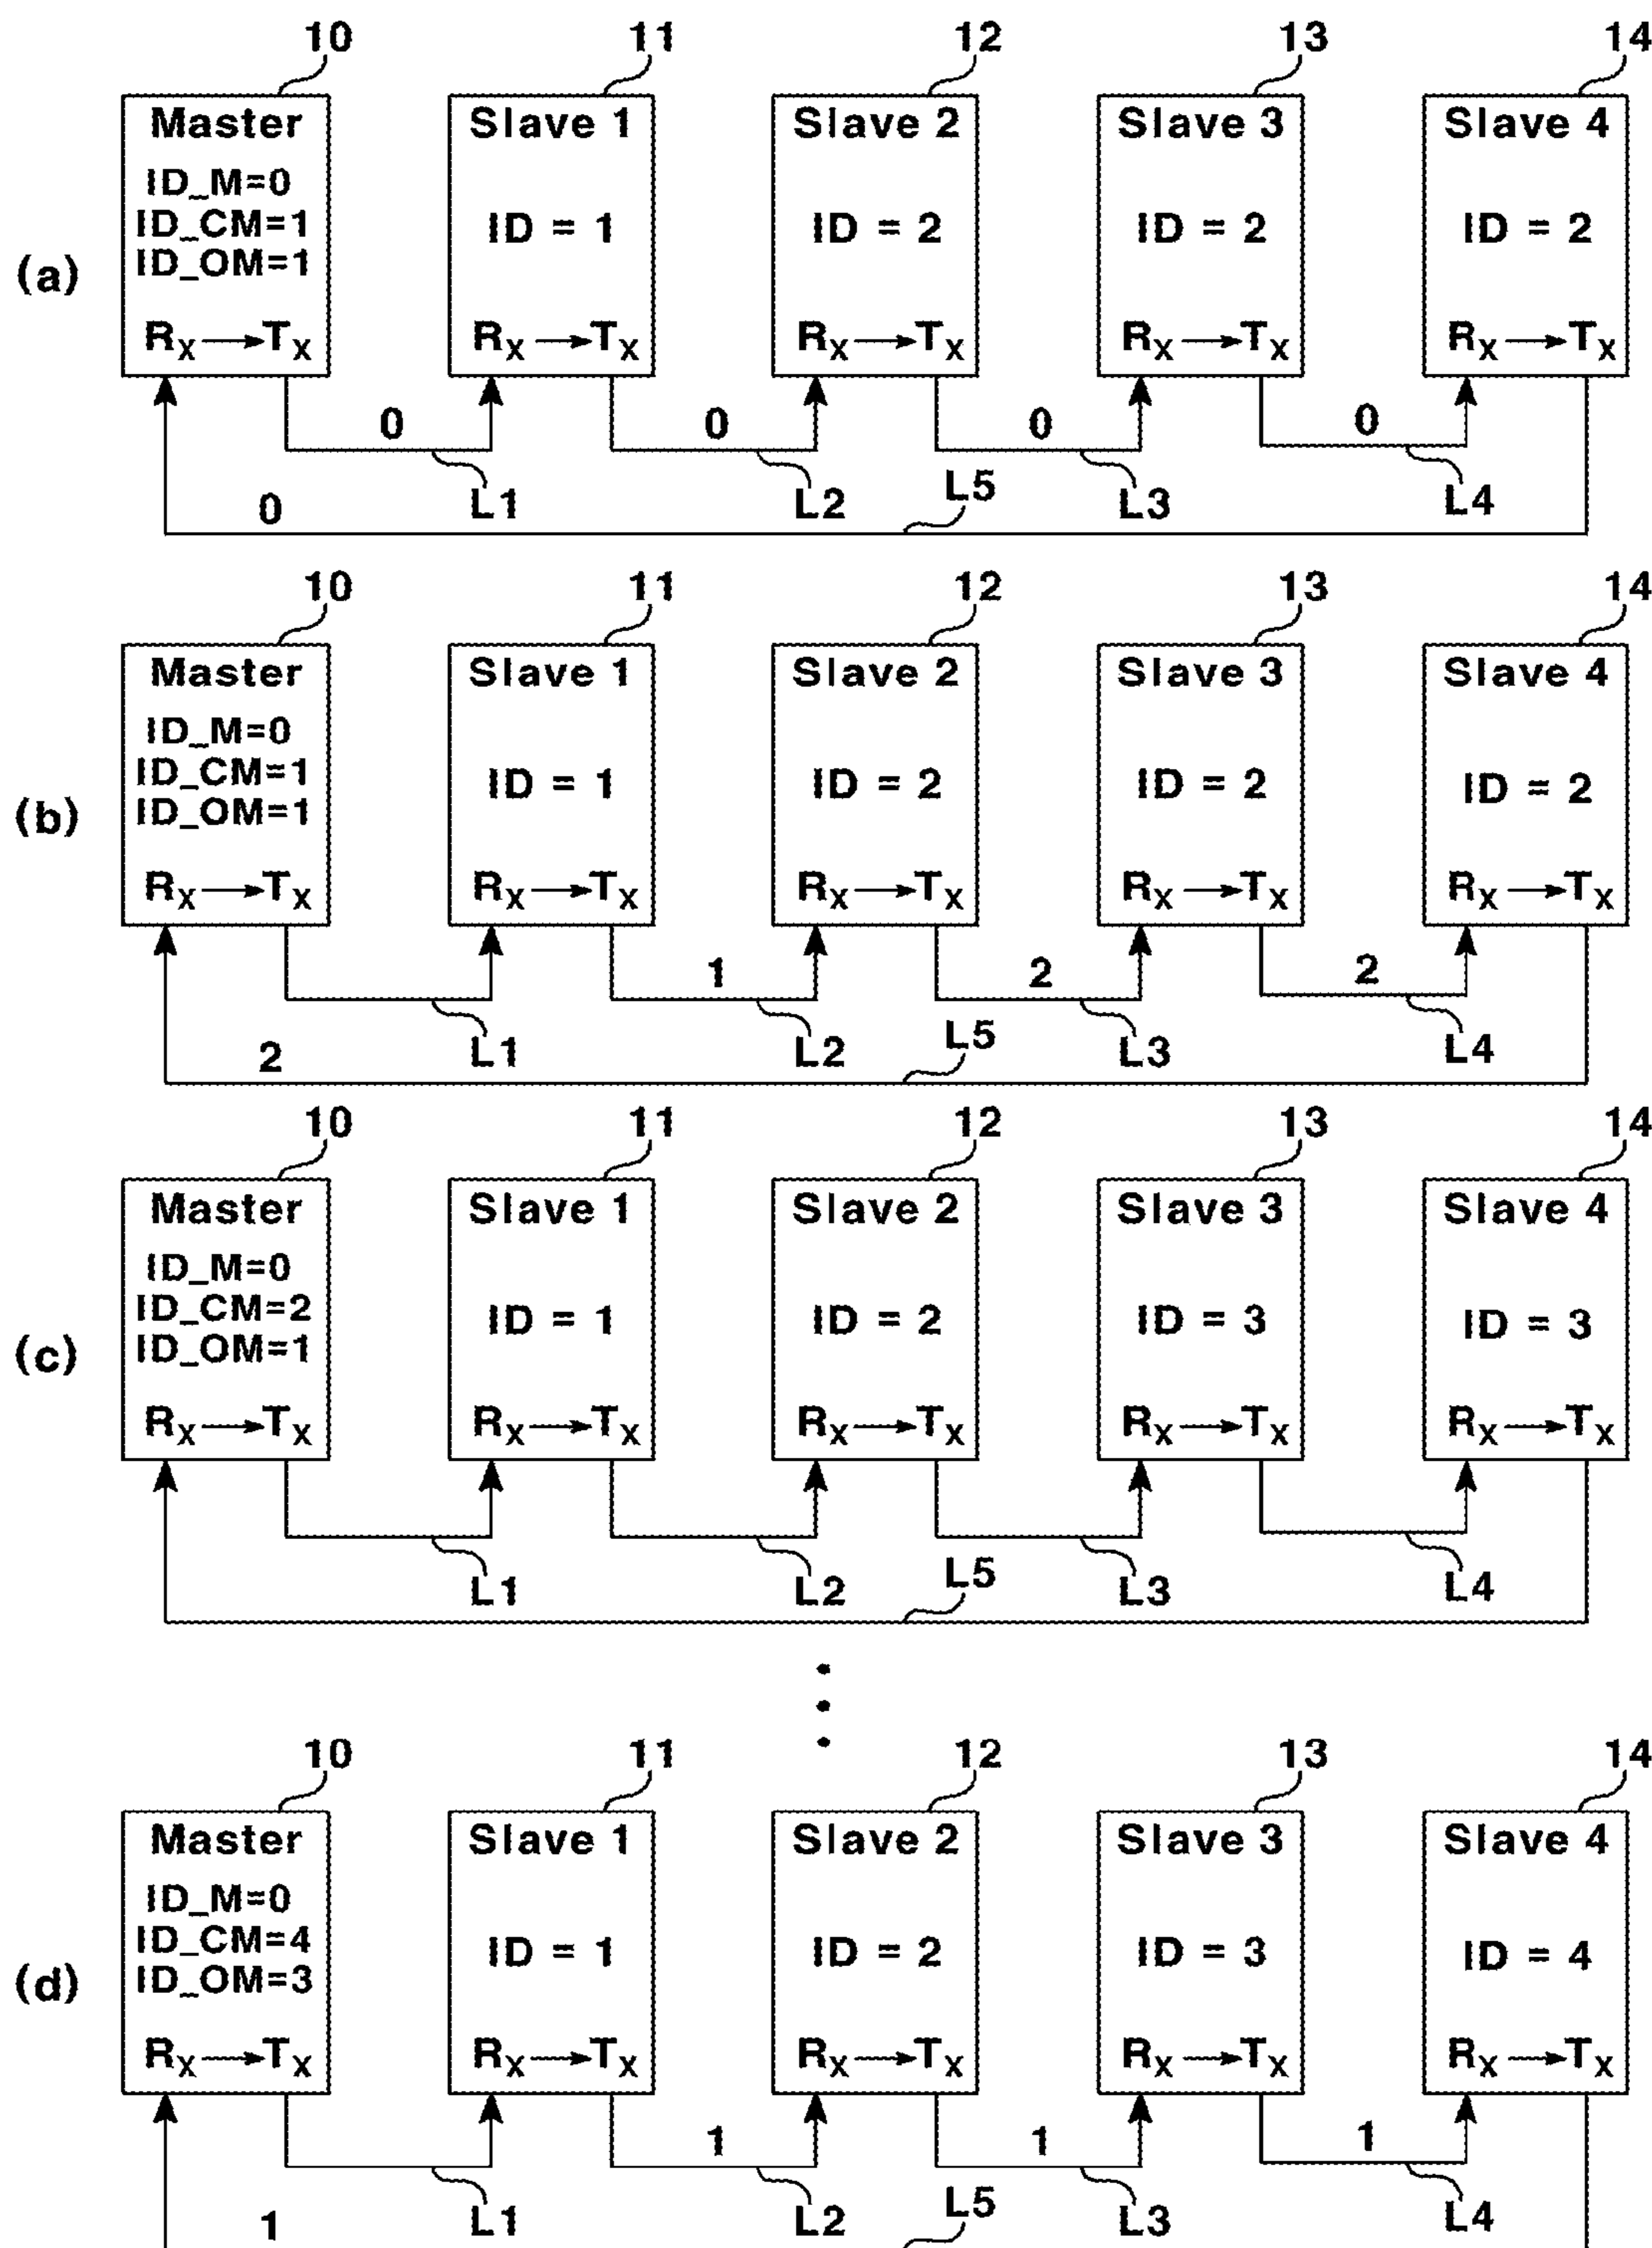 10 11 12 13 14
Master Slave 1 Slave 2 Slave 3 Slave 4
ID_M=0
ID_CM=1
ID_OM=1
ID = 1 ID = 2 ID = 2 ID = 2
(a)
RX TX RX TX RX TX RX TX RX TX
0 0 0 0
L1 L2 L5 L3 L4
0
10 11 12 13 14
Master Slave 1 Slave 2 Slave 3 Slave 4
ID_M=0
ID_CM=1
ID_OM=1
ID = 1 ID = 2 ID = 2 ID = 2
(b)
RX TX RX TX RX TX RX TX RX TX
1 2 2
L1 L2 L5 L3 L4
2
10 11 12 13 14
Master Slave 1 Slave 2 Slave 3 Slave 4
ID_M=0
ID_CM=2
ID_OM=1
ID = 1 ID = 2 ID = 3 ID = 3
(c)
RX TX RX TX RX TX RX TX RX TX
L1 L2 L5 L3 L4
10 11 12 13 14
Master Slave 1 Slave 2 Slave 3 Slave 4
ID_M=0
ID_CM=4
ID_OM=3
ID = 1 ID = 2 ID = 3 ID = 4
(d)
RX TX RX TX RX TX RX TX RX TX
1 1 1
L1 L2 L5 L3 L4
1